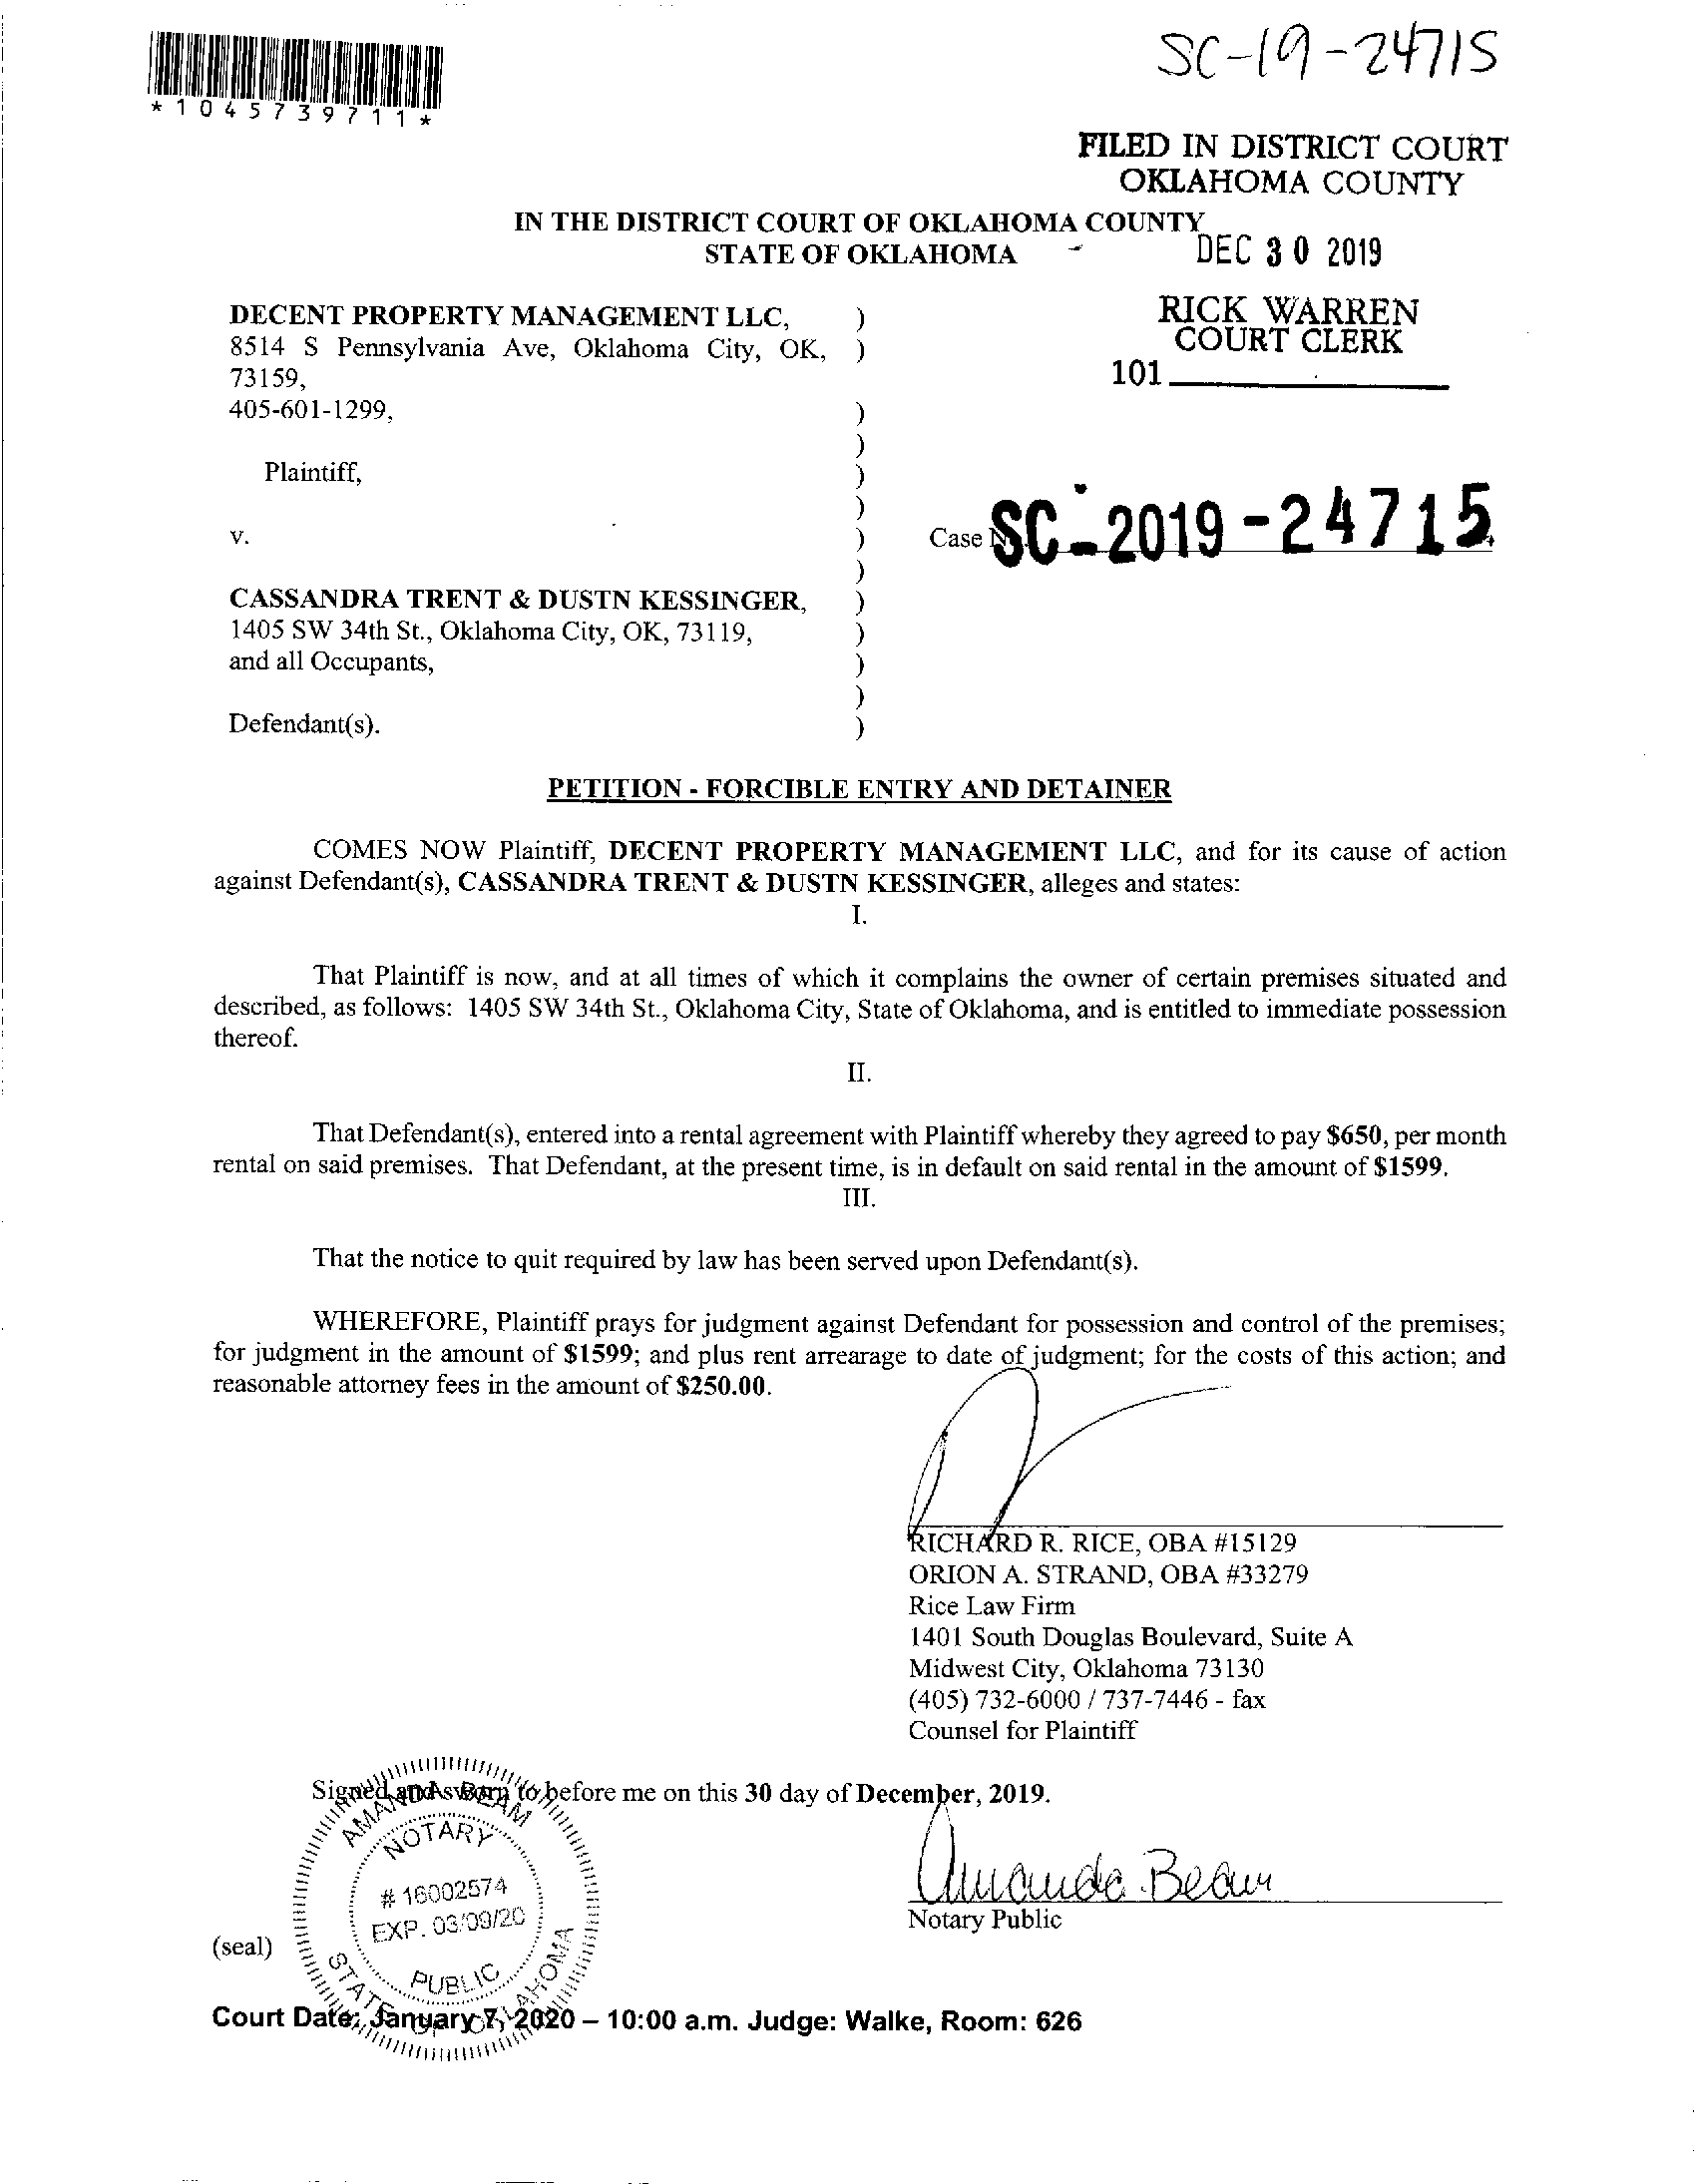 SC-19-24715
*1045739711*
FILED IN DISTRICT COURT
OKLAHOMA COUNTY
IN THE DISTRICT COURT OF OKLAHOMA COUNTY
STATE OF OKLAHOMA
DEC 30 2019
RICK WARREN
COURT CLERK
101
DECENT PROPERTY MANAGEMENT LLC, )
8514 S Pennsylvania Ave, Oklahoma City, OK, )
73159,
405-601-1299, )
)
Plaintiff, )
)
v. )
Case SC-2019-24715
)
CASSANDRA TRENT & DUSTN KESSINGER, )
1405 SW 34th St., Oklahoma City, OK, 73119, )
and all Occupants, )
)
Defendant(s). )
PETITION - FORCIBLE ENTRY AND DETAINER
COMES NOW Plaintiff, DECENT PROPERTY MANAGEMENT LLC, and for its cause of action
against Defendant(s), CASSANDRA TRENT & DUSTN KESSINGER, alleges and states:
I.
That Plaintiff is now, and at all times of which it complains the owner of certain premises situated and
described, as follows: 1405 SW 34th St., Oklahoma City, State of Oklahoma, and is entitled to immediate possession
thereof.
II.
That Defendant(s), entered into a rental agreement with Plaintiff whereby they agreed to pay $650, per month
rental on said premises. That Defendant, at the present time, is in default on said rental in the amount of $1599.
III.
That the notice to quit required by law has been served upon Defendant(s).
WHEREFORE, Plaintiff prays for judgment against Defendant for possession and control of the premises;
for judgment in the amount of $1599; and plus rent arrearage to date of judgment; for the costs of this action; and
reasonable attorney fees in the amount of $250.00.
RICHARD R. RICE, OBA #15129
ORION A. STRAND, OBA #33279
Rice Law Firm
1401 South Douglas Boulevard, Suite A
Midwest City, Oklahoma 73130
(405) 732-6000 / 737-7446 - fax
Counsel for Plaintiff
Signed and sworn to before me on this 30 day of December, 2019.
AMANDA BEAM
NOTARY
# 16002574
EXP. 03/09/20
PUBLIC
STATE OF OKLAHOMA
Amanda Beam
Notary Public
(seal)
Court Date: January 7, 2020 – 10:00 a.m. Judge: Walke, Room: 626